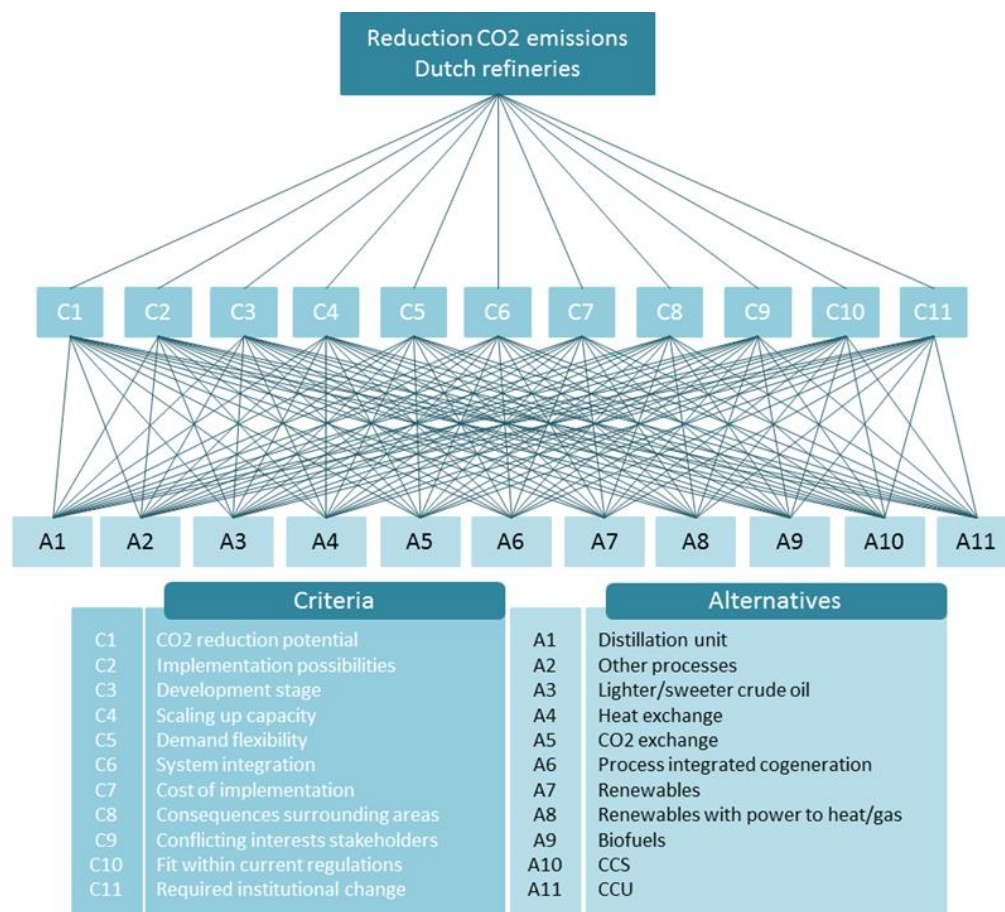 Reduction CO2 emissions
Dutch refineries
C1 C2 C3 C4 C5 C6 C7 C8 C9 C10 C11
A1 A2 A3 A4 A5 A6 A7 A8 A9 A10 A11
Criteria
C1 CO2 reduction potential
C2 Implementation possibilities
C3 Development stage
C4 Scaling up capacity
C5 Demand flexibility
C6 System integration
C7 Cost of implementation
C8 Consequences surrounding areas
C9 Conflicting interests stakeholders
C10 Fit within current regulations
C11 Required institutional change
Alternatives
A1 Distillation unit
A2 Other processes
A3 Lighter/sweeter crude oil
A4 Heat exchange
A5 CO2 exchange
A6 Process integrated cogeneration
A7 Renewables
A8 Renewables with power to heat/gas
A9 Biofuels
A10 CCS
A11 CCU